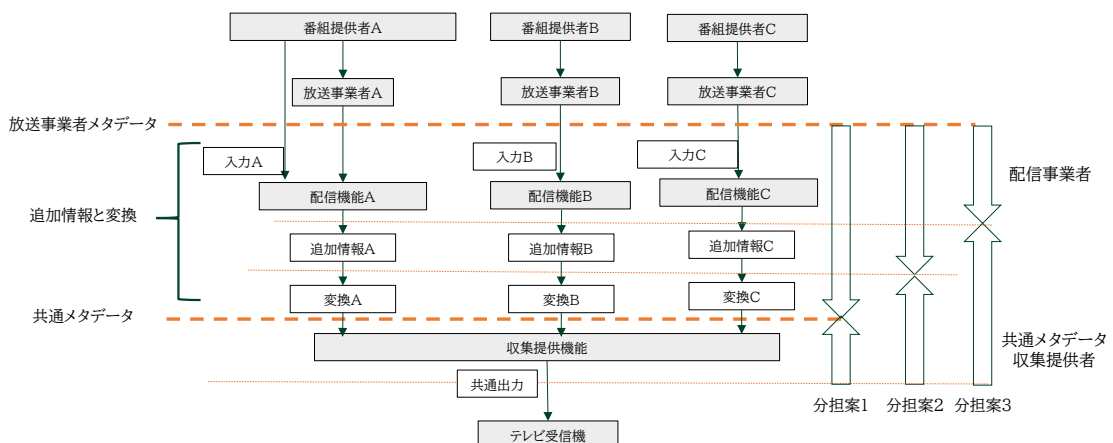 番組提供者A
番組提供者B
番組提供者C
放送事業者A
放送事業者B
放送事業者C
放送事業者メタデータ
入力A
入力B
入力C
配信事業者
配信機能A
配信機能B
配信機能C
追加情報と変換
追加情報A
追加情報B
追加情報C
変換A
変換B
変換C
共通メタデータ
収集提供機能
共通メタデータ
収集提供者
共通出力
分担案1
分担案2
分担案3
テレビ受信機